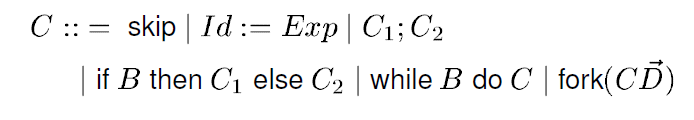 C :: = skip | Id := Exp | C₁; C₂
| if B then C₁ else C₂ | while B do C | fork(CD⃗)